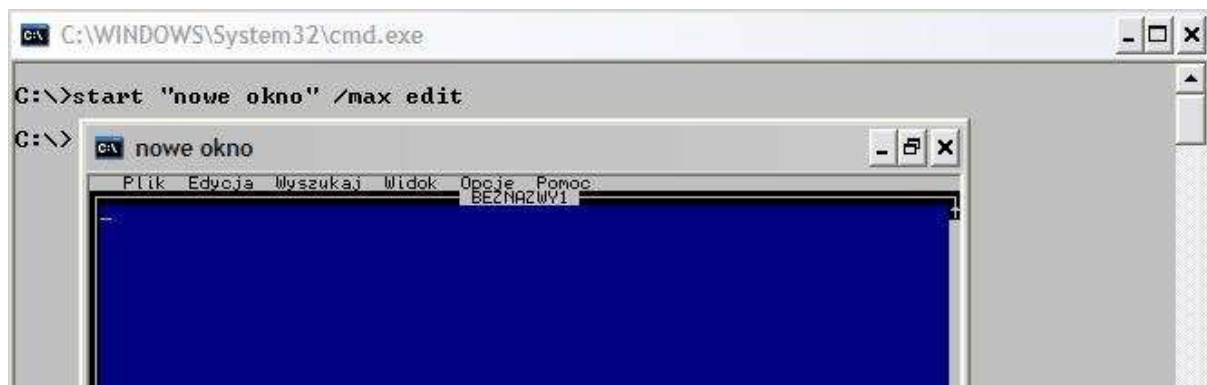 C:\WINDOWS\System32\cmd.exe
C:\>start "nowe okno" /max edit
C:\>
nowe okno
Plik Edycja Wyszukaj Widok Opcje Pomoc
BEZNAZWY1